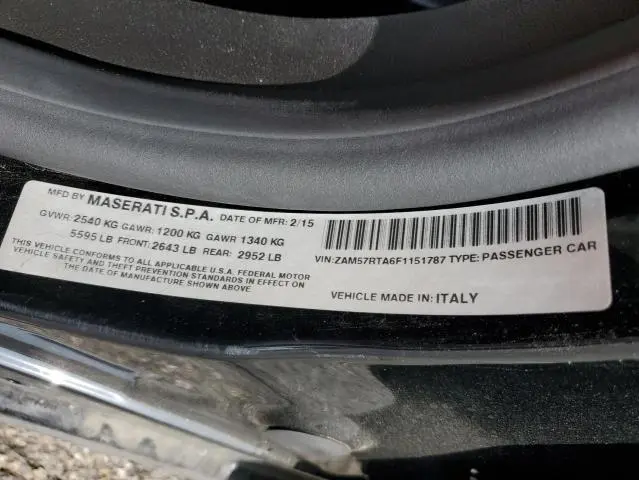 MFD BY MASERATI S.P.A. DATE OF MFR: 2/15
GVWR: 2540 KG GAWR: 1200 KG GAWR 1340 KG
5595 LB FRONT: 2643 LB REAR: 2952 LB
THIS VEHICLE CONFORMS TO ALL APPLICABLE U.S.A. FEDERAL MOTOR
VEHICLE SAFETY AND THEFT PREVENTION STANDARDS IN EFFECT ON
THE DATE OF MANUFACTURE SHOWN ABOVE
VIN: ZAM57RTA6F1151787 TYPE: PASSENGER CAR
VEHICLE MADE IN: ITALY